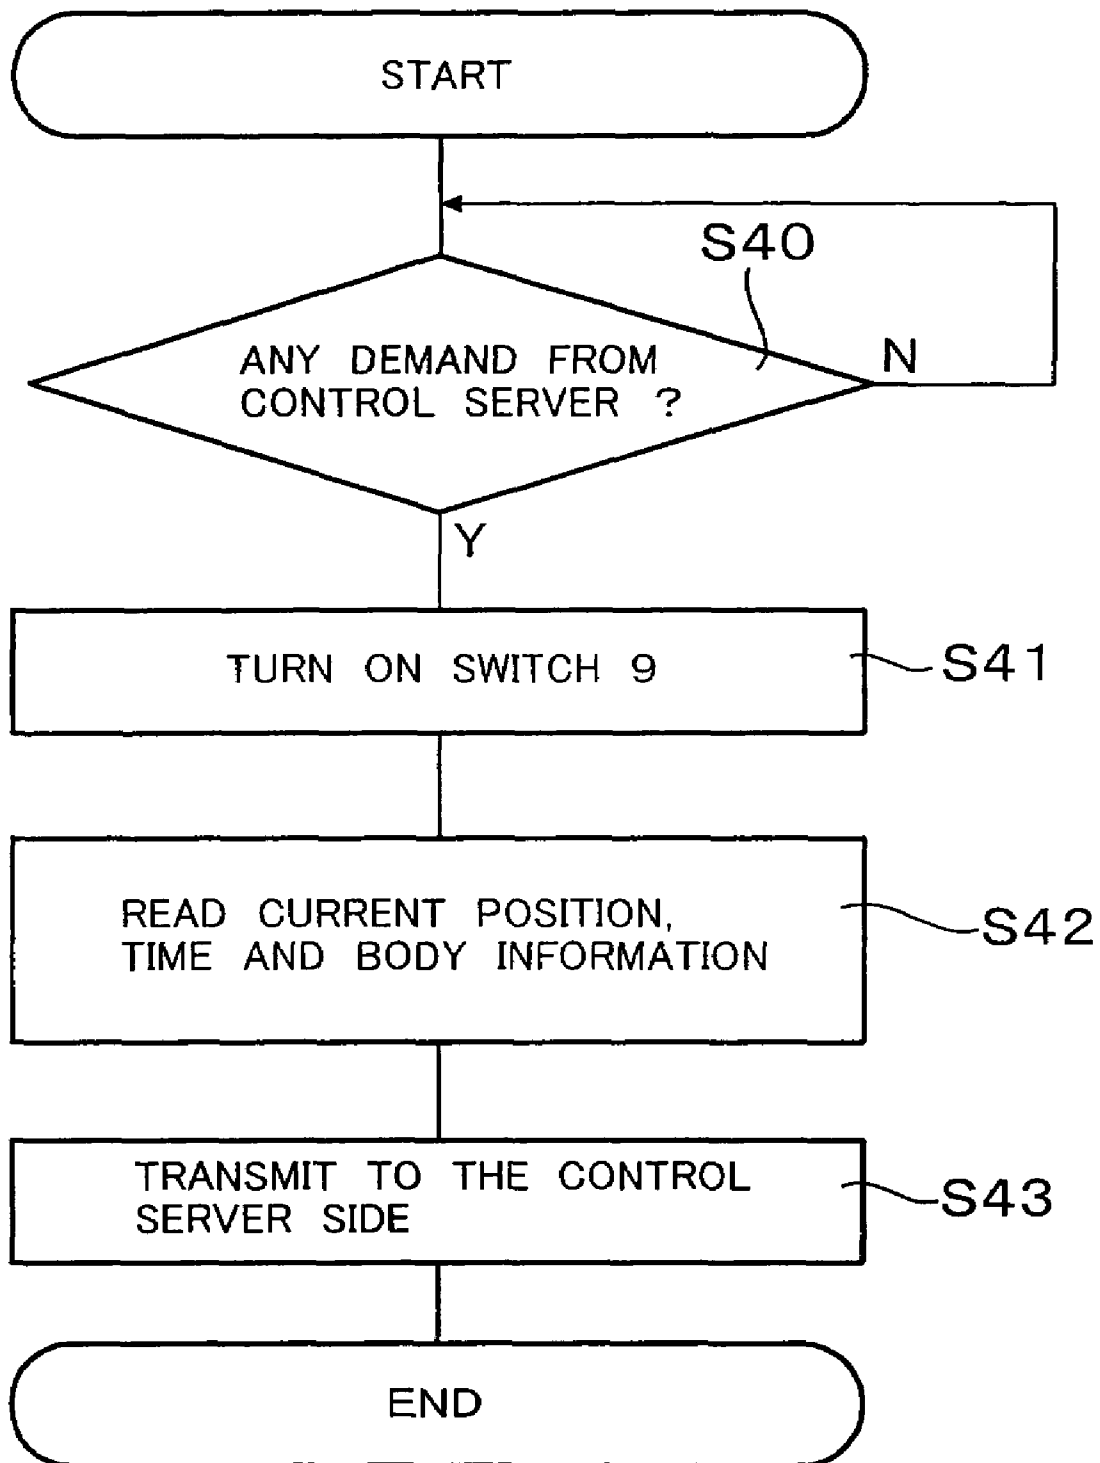 START
S40
ANY DEMAND FROM
CONTROL SERVER ?
N
Y
TURN ON SWITCH 9
S41
READ CURRENT POSITION,
TIME AND BODY INFORMATION
S42
TRANSMIT TO THE CONTROL
SERVER SIDE
S43
END